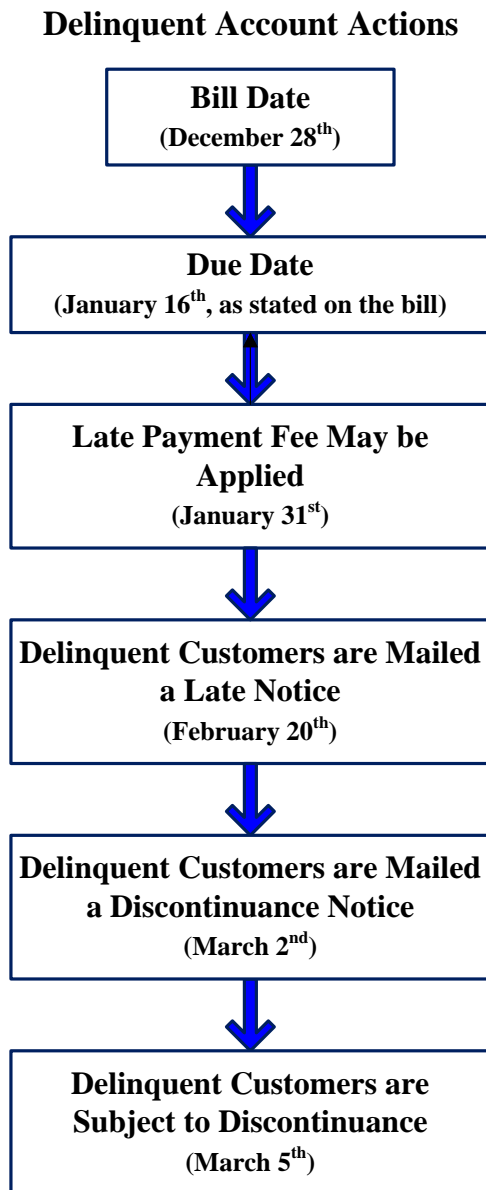 Delinquent Account Actions
Bill Date
(December 28th)
Due Date
(January 16th, as stated on the bill)
Late Payment Fee May be
Applied
(January 31st)
Delinquent Customers are Mailed
a Late Notice
(February 20th)
Delinquent Customers are Mailed
a Discontinuance Notice
(March 2nd)
Delinquent Customers are
Subject to Discontinuance
(March 5th)